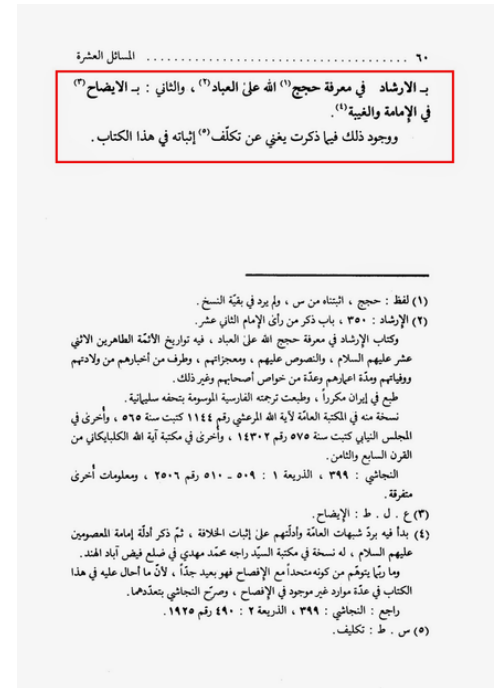 ٦٠ . . . . . . . . . . . . . . . . . . . . . . . . . . . . . . . . . . المسائل العشرة
بـ الارشاد في معرفة حجج(١) الله على العباد(٢) ، والثاني : بـ الايضاح(٣)
في الإمامة والغيبة(٤).
ووجود ذلك فيما ذكرت يغني عن تكلّف(٥) إثباته في هذا الكتاب .
(١) لفظ : حجج ، اثبتناه من س ، ولم يرد في بقيّة النسخ .
(٢) الإرشاد : ٣٥٠ ، باب ذكر من رأى الإمام الثاني عشر.
وكتاب الإرشاد في معرفة حجج الله على العباد ، فيه تواريخ الأئمّة الطاهرين الاثني
عشر عليهم السلام ، والنصوص عليهم ، ومعجزاتهم ، وطرف من أخبارهم من ولادتهم
ووفياتهم ومدّة اعمارهم وعدّة من خواص أصحابهم وغير ذلك .
طبع في إيران مكرراً ، وطبعت ترجمته الفارسية الموسومة بتحفه سليمانية .
نسخة منه في المكتبة العامّة لآية الله المرعشي رقم ١١٤٤ كتبت سنة ٥٦٥ ، وأخرى في
المجلس النيابي كتبت سنة ٥٧٥ رقم ١٤٣٠٢ ، وأخرى في مكتبة آية الله الكلبايكاني من
القرن السابع والثامن .
النجاشي : ٣٩٩ ، الذريعة ١ : ٥٠٩ ـ ٥١٠ رقم ٢٥٠٦ ، ومعلومات أخرى
متفرقة .
(٣) ع . ل . ط : الإيضاح.
(٤) بدأ فيه بردّ شبهات العامّة وأدلّتهم على إثبات الخلافة ، ثمّ ذكر أدلّة إمامة المعصومين
عليهم السلام ، له نسخة في مكتبة السيّد راجه محمّد مهدي في ضلع فيض آباد الهند .
وما ربّما يتوهّم من كونه متحداً مع الإفصاح فهو بعيد جدّاً ، لأنّ ما أحال عليه في هذا
الكتاب في عدّة موارد غير موجود في الإفصاح ، وصرّح النجاشي بتعدّدهما .
راجع : النجاشي : ٣٩٩ ، الذريعة ٢ : ٤٩٠ رقم ١٩٢٥ .
(٥) س . ط : تكليف .